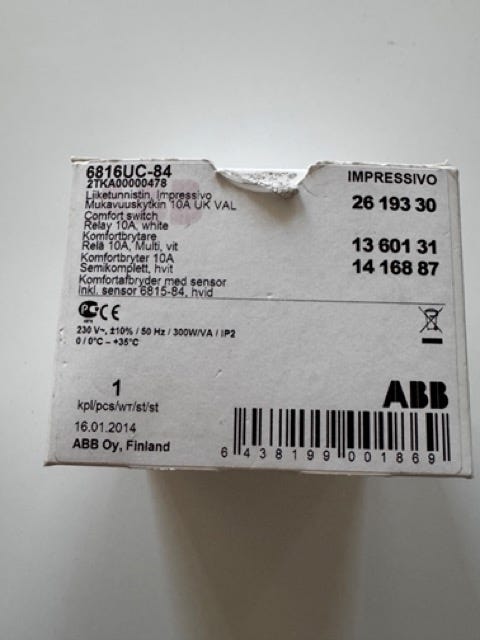 6816UC-84
2TKA00000478
Liiketunnistin, Impressivo
Mukavuuskytkin 10A UK VAL
Comfort switch
Relay 10A, white
Komfortbrytare
Relä 10A, Multi, vit
Komfortbryter 10A
Semikomplett, hvit
Komfortafbryder med sensor
Inkl. sensor 6815-84, hvid
IMPRESSIVO
26 193 30
13 601 31
14 168 87
CE
230 V~, ±10% / 50 Hz / 300W/VA / IP2
0 / 0°C – +35°C
1
kpl/pcs/wт/st/st
16.01.2014
ABB Oy, Finland
ABB
6 438199 001869